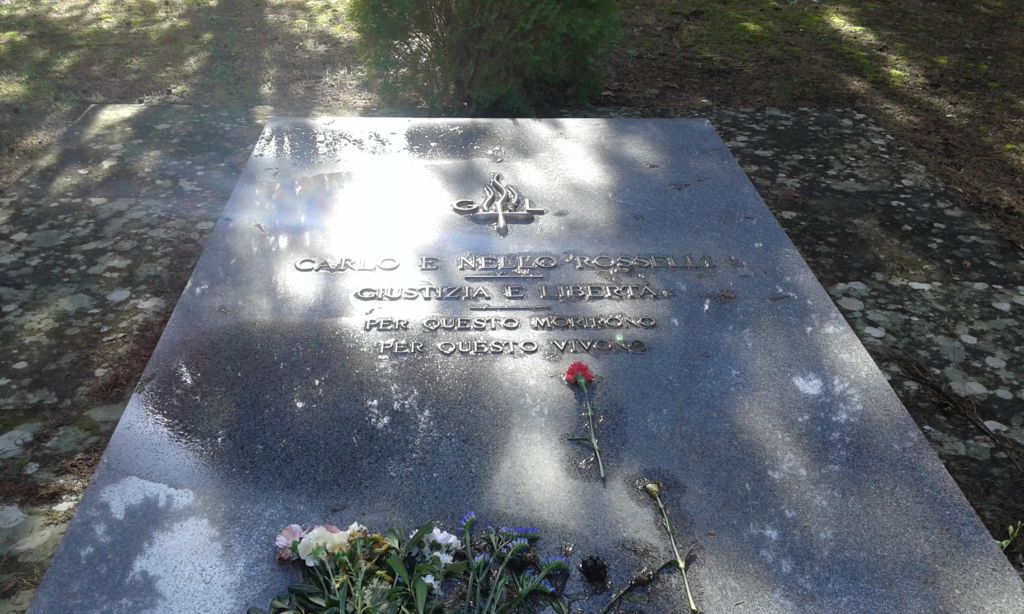 G L
CARLO E NELLO ROSSELLI
GIUSTIZIA E LIBERTÀ
PER QUESTO MORIRONO
PER QUESTO VIVONO